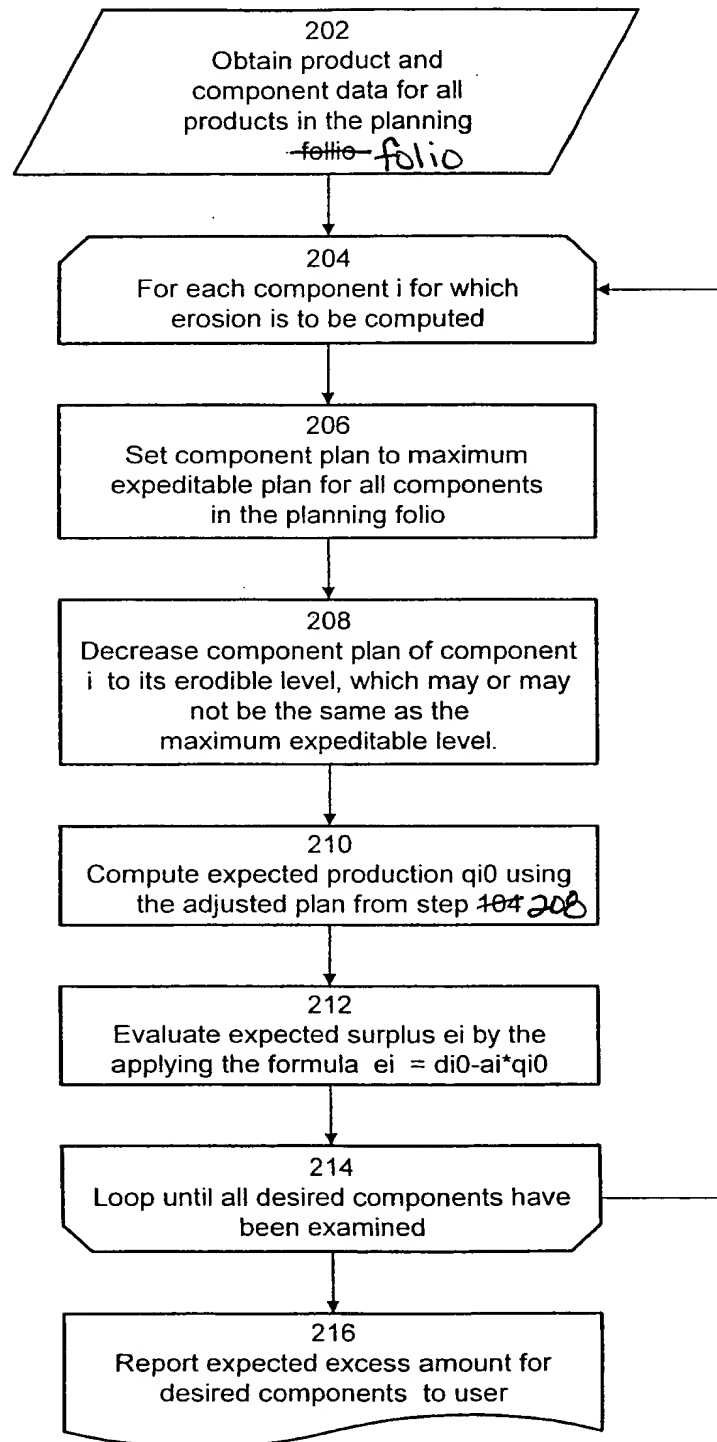 202
Obtain product and
component data for all
products in the planning
follio folio
204
For each component i for which
erosion is to be computed
206
Set component plan to maximum
expeditable plan for all components
in the planning folio
208
Decrease component plan of component
i to its erodible level, which may or may
not be the same as the
maximum expeditable level.
210
Compute expected production qi0 using
the adjusted plan from step 104 208
212
Evaluate expected surplus ei by the
applying the formula ei = di0-ai*qi0
214
Loop until all desired components have
been examined
216
Report expected excess amount for
desired components to user